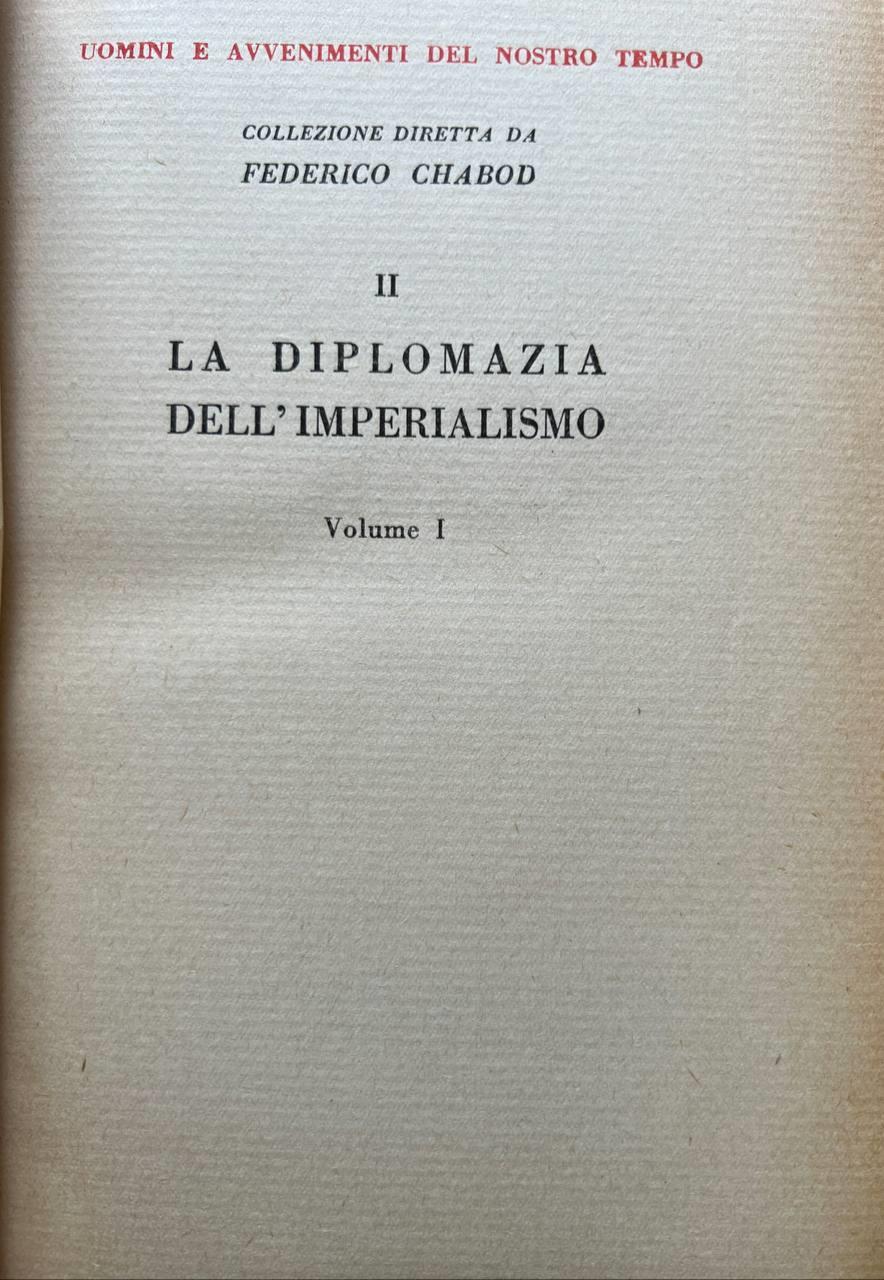 UOMINI E AVVENIMENTI DEL NOSTRO TEMPO
COLLEZIONE DIRETTA DA
FEDERICO CHABOD
II
LA DIPLOMAZIA
DELL'IMPERIALISMO
Volume I